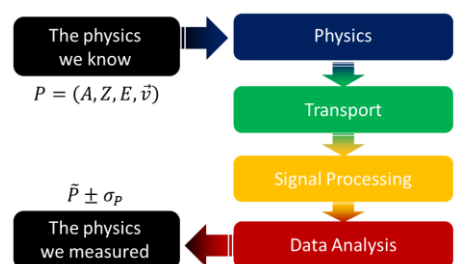 The physics
we know
Physics
P = (A, Z, E, v⃗)
Transport
Signal Processing
P̃ ± σ_P
The physics
we measured
Data Analysis